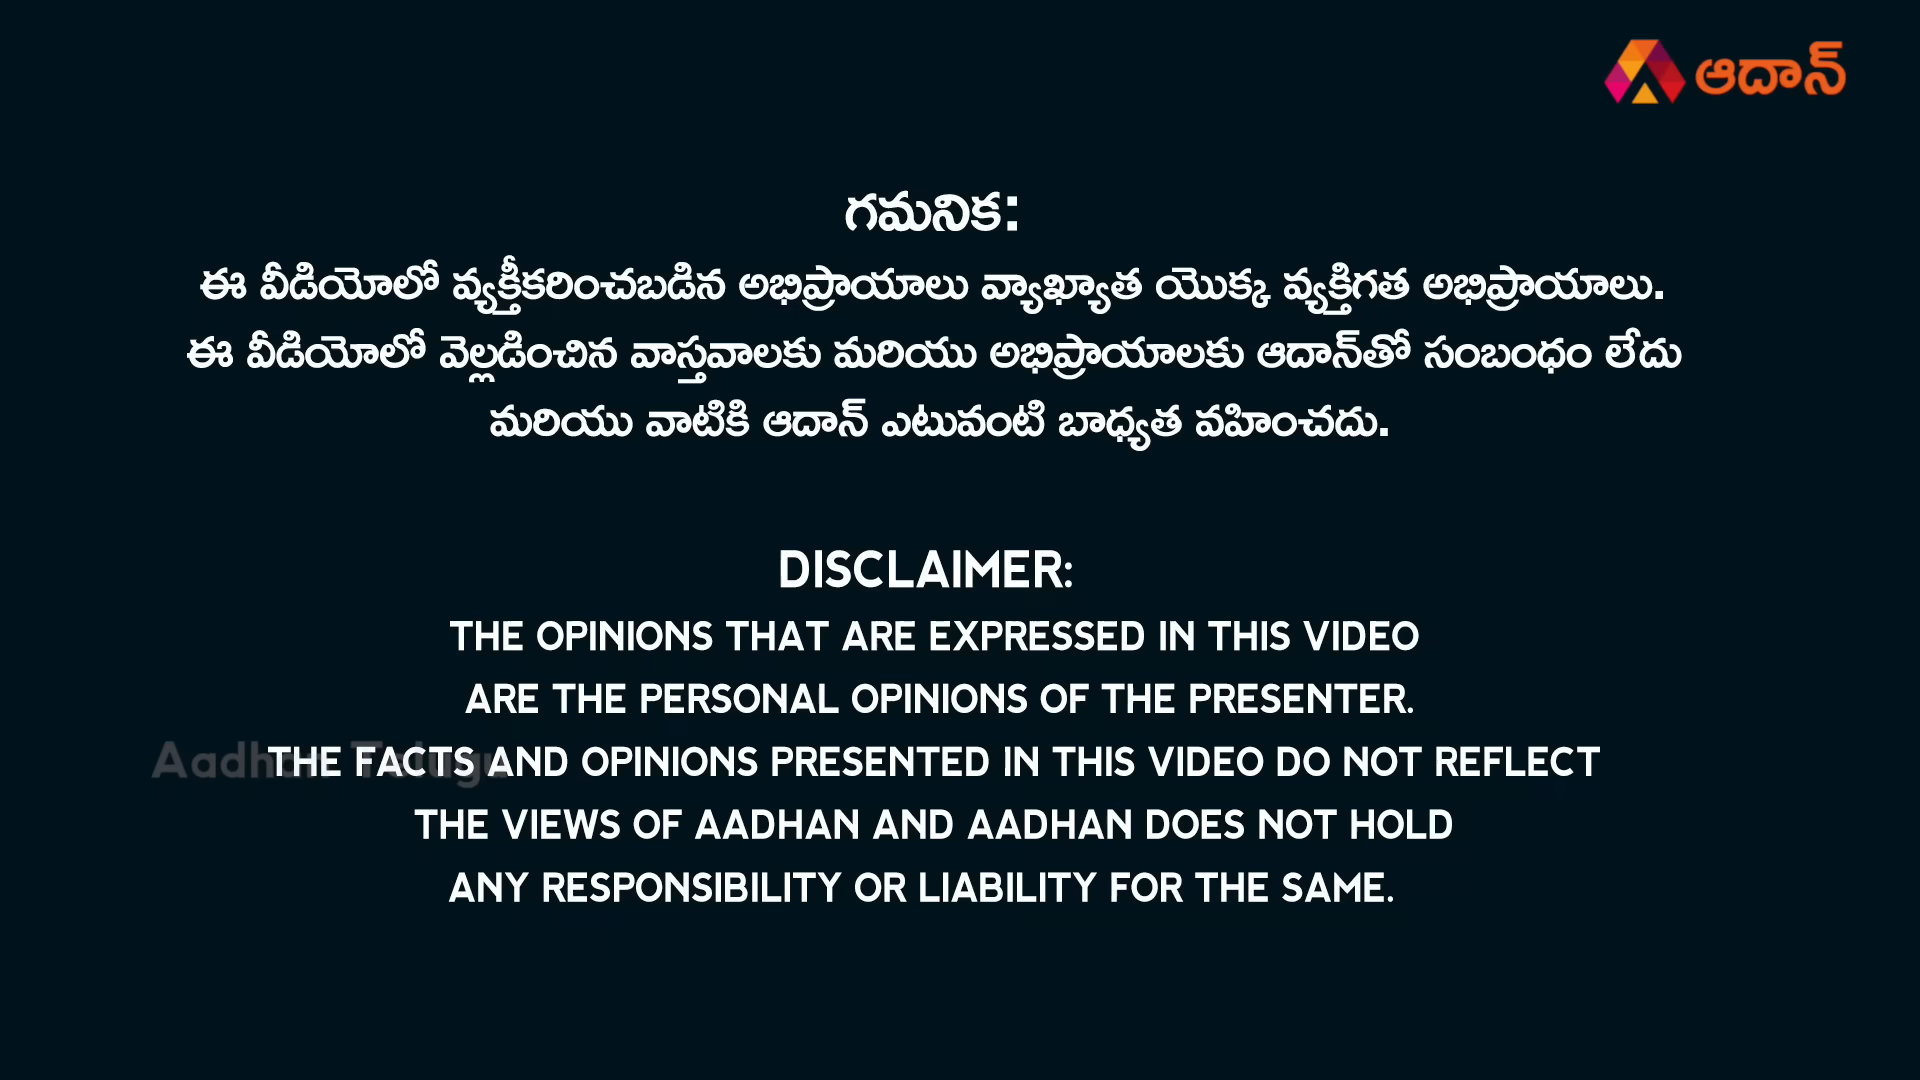 ఆదాన్
గమనిక:
ఈ వీడియోలో వ్యక్తీకరించబడిన అభిప్రాయాలు వ్యాఖ్యాత యొక్క వ్యక్తిగత అభిప్రాయాలు.
ఈ వీడియోలో వెల్లడించిన వాస్తవాలకు మరియు అభిప్రాయాలకు ఆదాన్‌తో సంబంధం లేదు
మరియు వాటికి ఆదాన్ ఎటువంటి బాధ్యత వహించదు.
DISCLAIMER:
THE OPINIONS THAT ARE EXPRESSED IN THIS VIDEO
ARE THE PERSONAL OPINIONS OF THE PRESENTER.
THE FACTS AND OPINIONS PRESENTED IN THIS VIDEO DO NOT REFLECT
Aadhan Telugu
THE VIEWS OF AADHAN AND AADHAN DOES NOT HOLD
ANY RESPONSIBILITY OR LIABILITY FOR THE SAME.